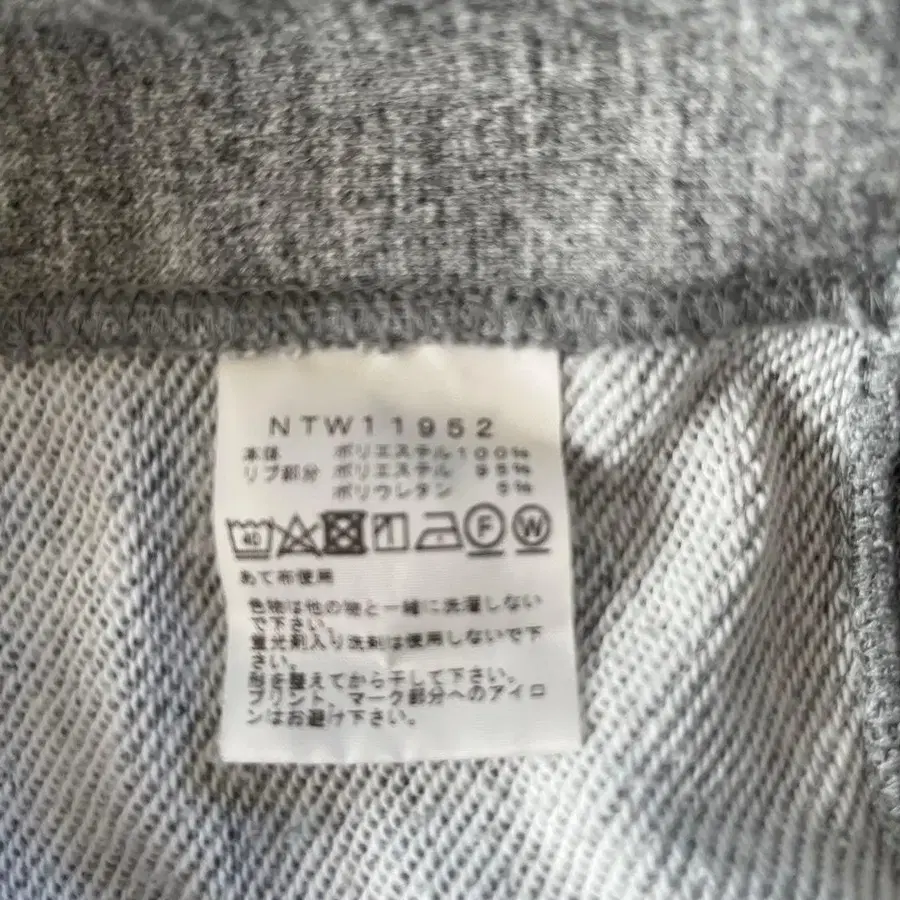 NTW11952
本体 ポリエステル100%
リブ部分 ポリエステル 95%
ポリウレタン 5%
40 F W
あて布使用
色物は他の物と一緒に洗濯しない
で下さい。
蛍光剤入り洗剤は使用しないで下
さい。
形を整えてから干して下さい。
プリント、マーク部分へのアイロ
ンはお避け下さい。